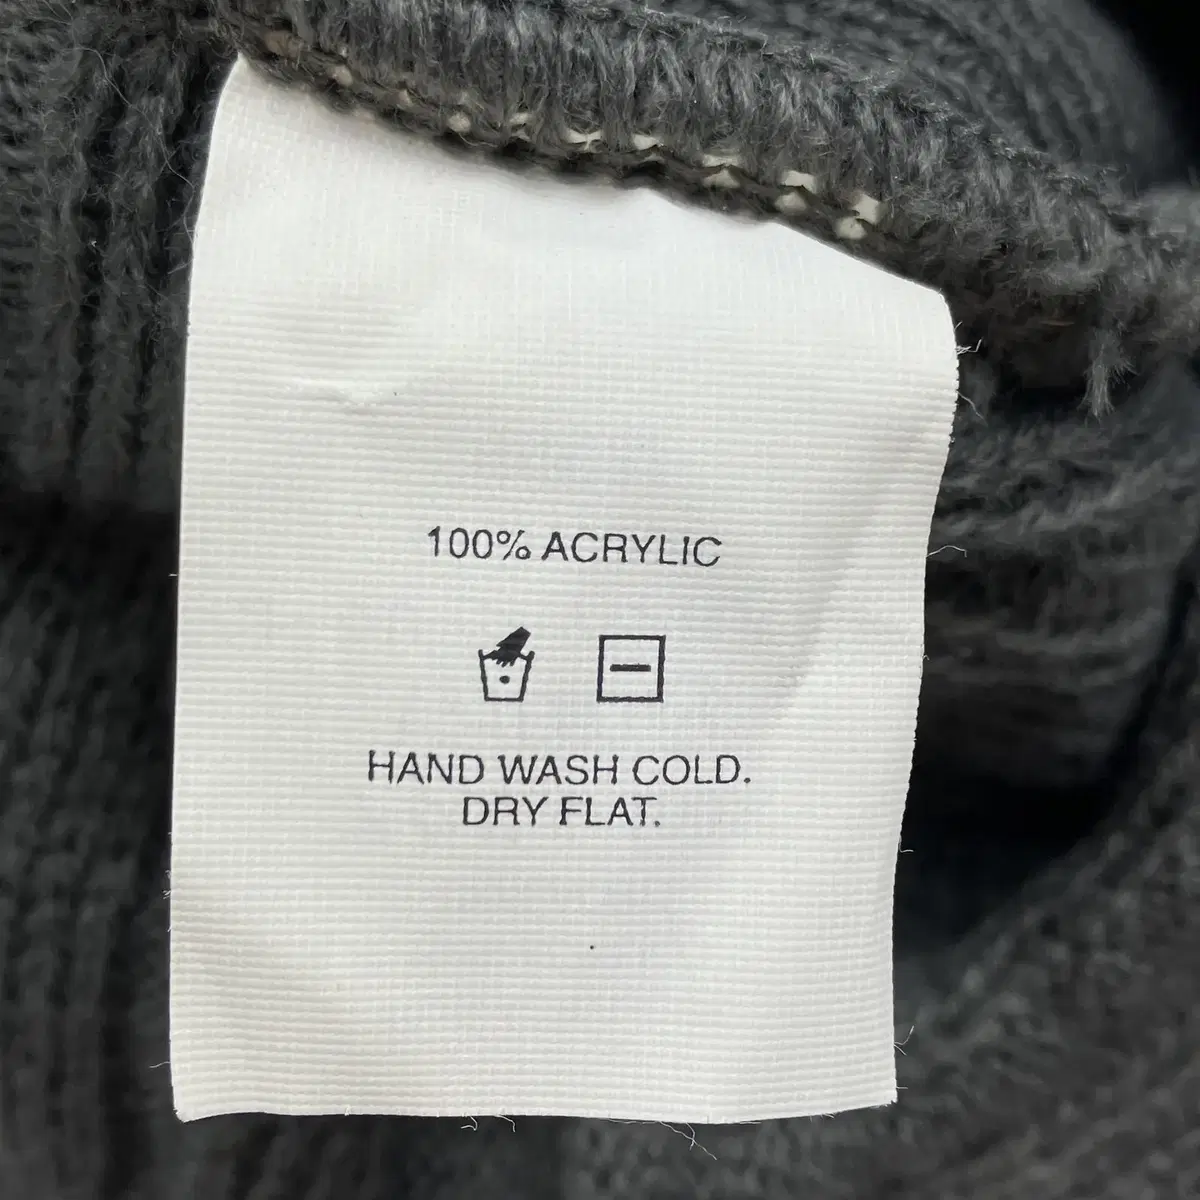 100% ACRYLIC
HAND WASH COLD.
DRY FLAT.